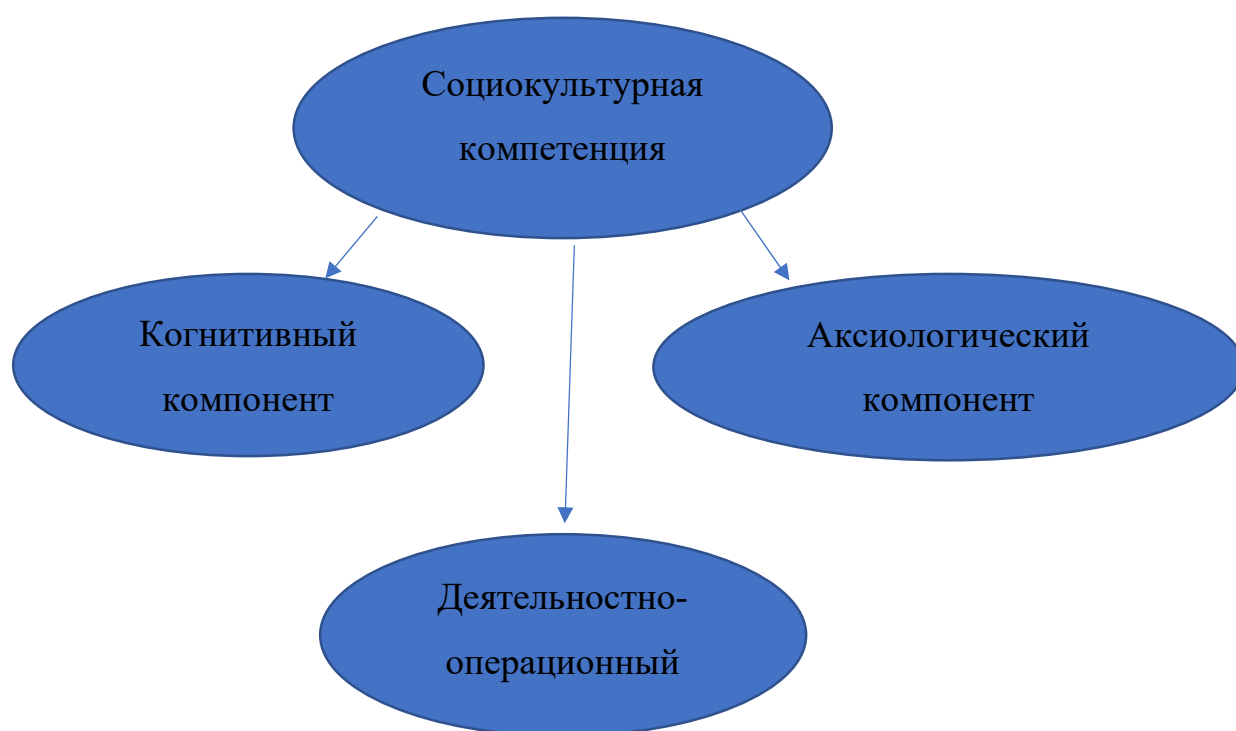 Социокультурная
компетенция
Когнитивный
компонент
Аксиологический
компонент
Деятельностно-
операционный